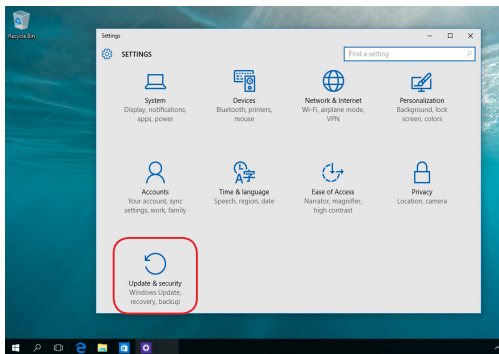 Recycle Bin
Settings
SETTINGS
Find a setting
System
Display, notifications,
apps, power
Devices
Bluetooth, printers,
mouse
Network & Internet
Wi-Fi, airplane mode,
VPN
Personalization
Background, lock
screen, colors
Accounts
Your account, sync
settings, work, family
Time & language
Speech, region, date
Ease of Access
Narrator, magnifier,
high contrast
Privacy
Location, camera
Update & security
Windows Update,
recovery, backup